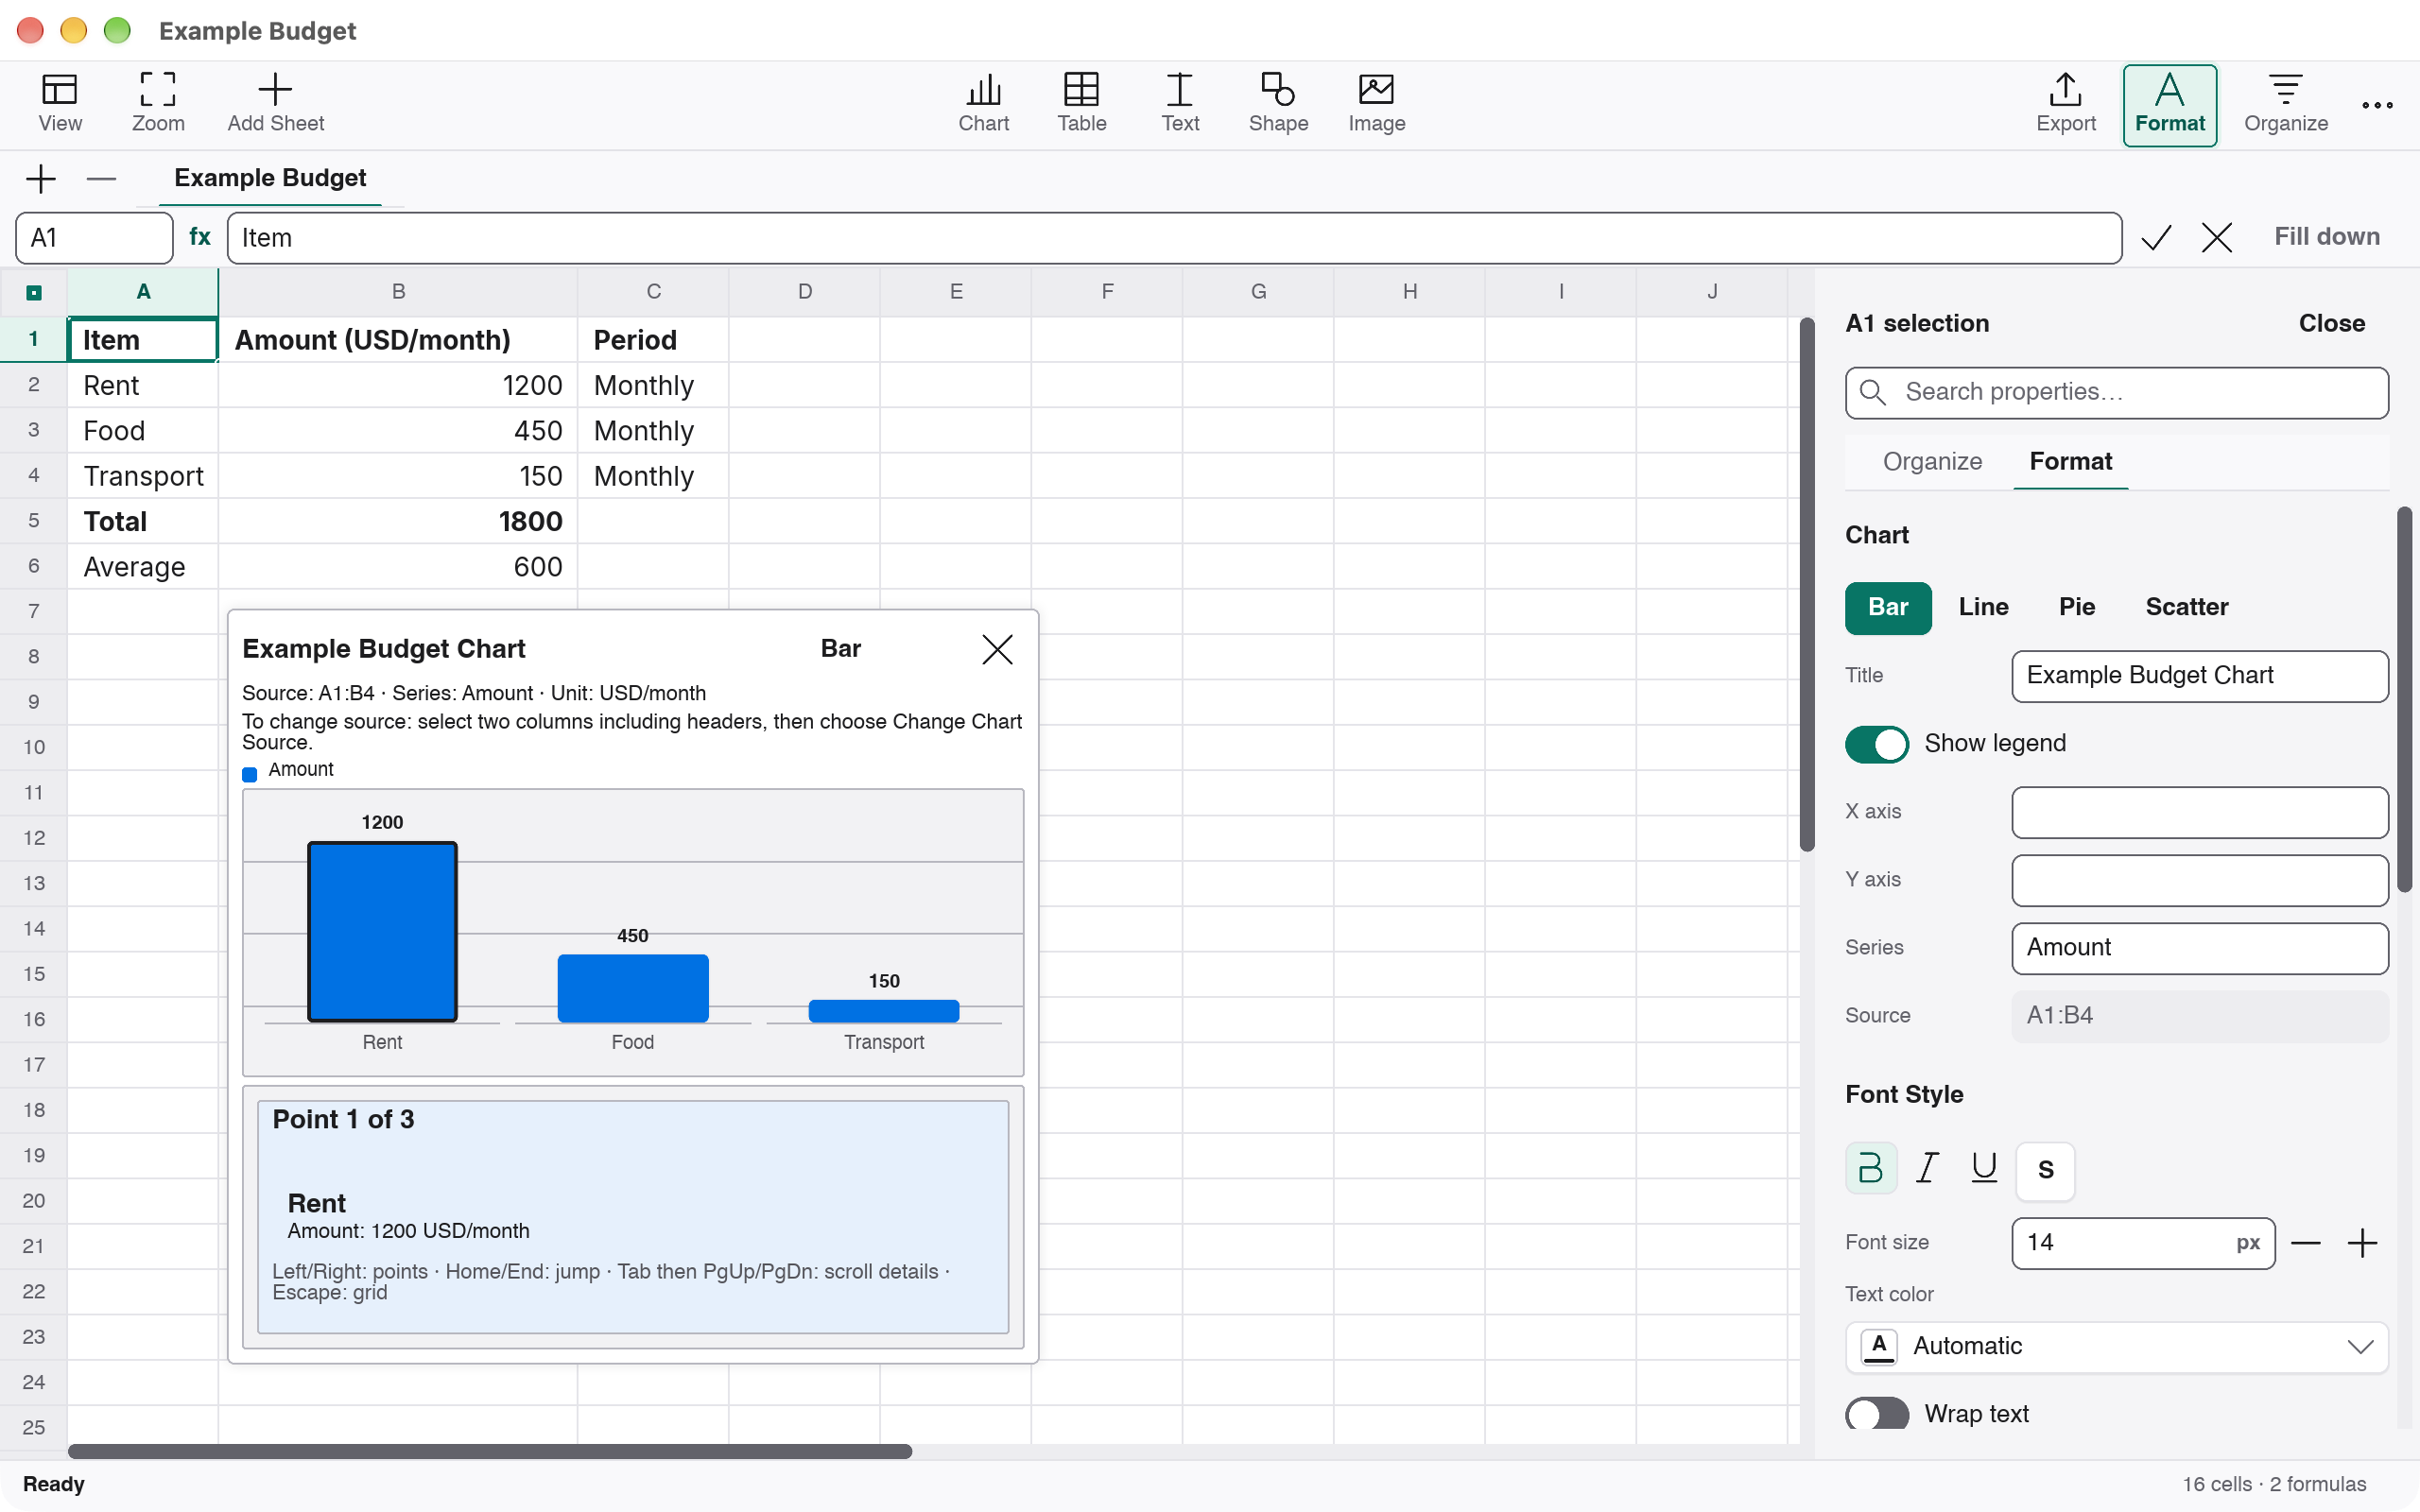 Example Budget
View Zoom Add Sheet Chart Table Text Shape Image Export Format Organize
Example Budget
A1 fx Item Fill down
A B C D E F G H I J
1 Item Amount (USD/month) Period
2 Rent 1200 Monthly
3 Food 450 Monthly
4 Transport 150 Monthly
5 Total 1800
6 Average 600
7
8
9
10
11
12
13
14
15
16
17
18
19
20
21
22
23
24
25
Example Budget Chart Bar
Source: A1:B4 · Series: Amount · Unit: USD/month
To change source: select two columns including headers, then choose Change Chart
Source.
Amount
1200
450
150
Rent Food Transport
Point 1 of 3
Rent
Amount: 1200 USD/month
Left/Right: points · Home/End: jump · Tab then PgUp/PgDn: scroll details ·
Escape: grid
A1 selection Close
Search properties…
Organize Format
Chart
Bar Line Pie Scatter
Title Example Budget Chart
Show legend
X axis
Y axis
Series Amount
Source A1:B4
Font Style
B I U S
Font size 14 px
Text color
A Automatic
Wrap text
Ready 16 cells · 2 formulas